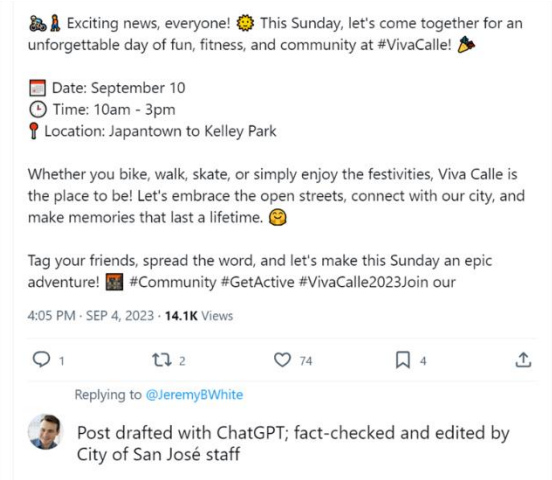 🚲🚶 Exciting news, everyone! 🌞 This Sunday, let's come together for an
unforgettable day of fun, fitness, and community at #VivaCalle! 🎉
📅 Date: September 10
🕒 Time: 10am - 3pm
📍 Location: Japantown to Kelley Park
Whether you bike, walk, skate, or simply enjoy the festivities, Viva Calle is
the place to be! Let's embrace the open streets, connect with our city, and
make memories that last a lifetime. 🤗
Tag your friends, spread the word, and let's make this Sunday an epic
adventure! 🌇 #Community #GetActive #VivaCalle2023Join our
4:05 PM · SEP 4, 2023 · 14.1K Views
1 2 74 4
Replying to @JeremyBWhite
Post drafted with ChatGPT; fact-checked and edited by
City of San José staff